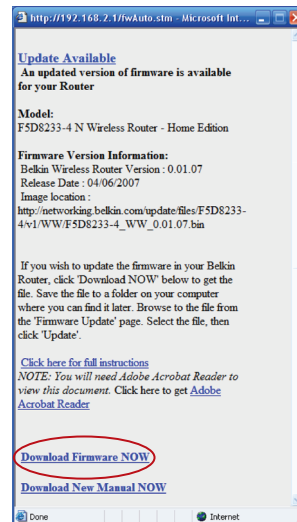 http://192.168.2.1/fwAuto.stm - Microsoft Int...
Update Available
An updated version of firmware is available
for your Router
Model:
F5D8233-4 N Wireless Router - Home Edition
Firmware Version Information:
Belkin Wireless Router Version : 0.01.07
Release Date : 04/06/2007
Image location :
http://networking.belkin.com/update/files/F5D8233-
4/v1/WW/F5D8233-4_WW_0.01.07.bin
If you wish to update the firmware in your Belkin
Router, click 'Download NOW' below to get the
file. Save the file to a folder on your computer
where you can find it later. Browse to the file from
the 'Firmware Update' page. Select the file, then
click 'Update'.
Click here for full instructions
NOTE: You will need Adobe Acrobat Reader to
view this document. Click here to get Adobe
Acrobat Reader
Download Firmware NOW
Download New Manual NOW
Done
Internet